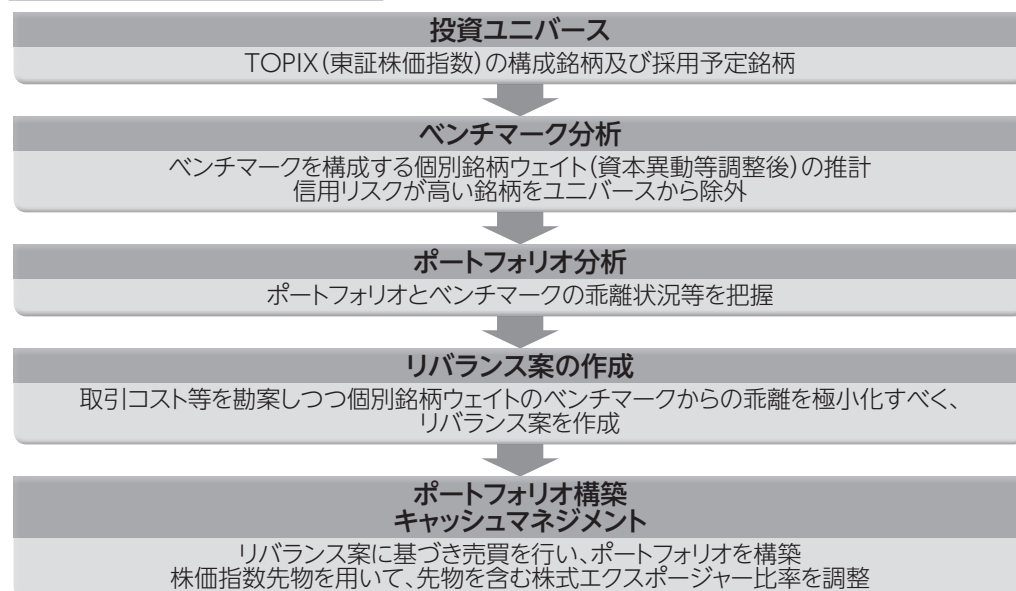 投資ユニバース
TOPIX(東証株価指数)の構成銘柄及び採用予定銘柄
ベンチマーク分析
ベンチマークを構成する個別銘柄ウェイト(資本異動等調整後)の推計
信用リスクが高い銘柄をユニバースから除外
ポートフォリオ分析
ポートフォリオとベンチマークの乖離状況等を把握
リバランス案の作成
取引コスト等を勘案しつつ個別銘柄ウェイトのベンチマークからの乖離を極小化すべく、
リバランス案を作成
ポートフォリオ構築
キャッシュマネジメント
リバランス案に基づき売買を行い、ポートフォリオを構築
株価指数先物を用いて、先物を含む株式エクスポージャー比率を調整